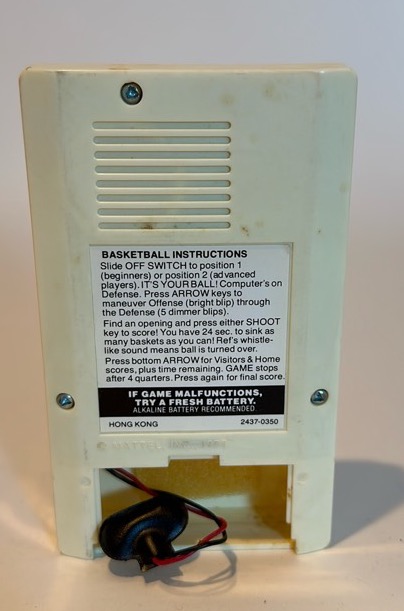 BASKETBALL INSTRUCTIONS
Slide OFF SWITCH to position 1
(beginners) or position 2 (advanced
players). IT'S YOUR BALL! Computer's on
Defense. Press ARROW keys to
maneuver Offense (bright blip) through
the Defense (5 dimmer blips).
Find an opening and press either SHOOT
key to score! You have 24 sec. to sink as
many baskets as you can! Ref's whistle-
like sound means ball is turned over.
Press bottom ARROW for Visitors & Home
scores, plus time remaining. GAME stops
after 4 quarters. Press again for final score.
IF GAME MALFUNCTIONS,
TRY A FRESH BATTERY.
ALKALINE BATTERY RECOMMENDED.
HONG KONG 2437-0350
© MATTEL, INC.